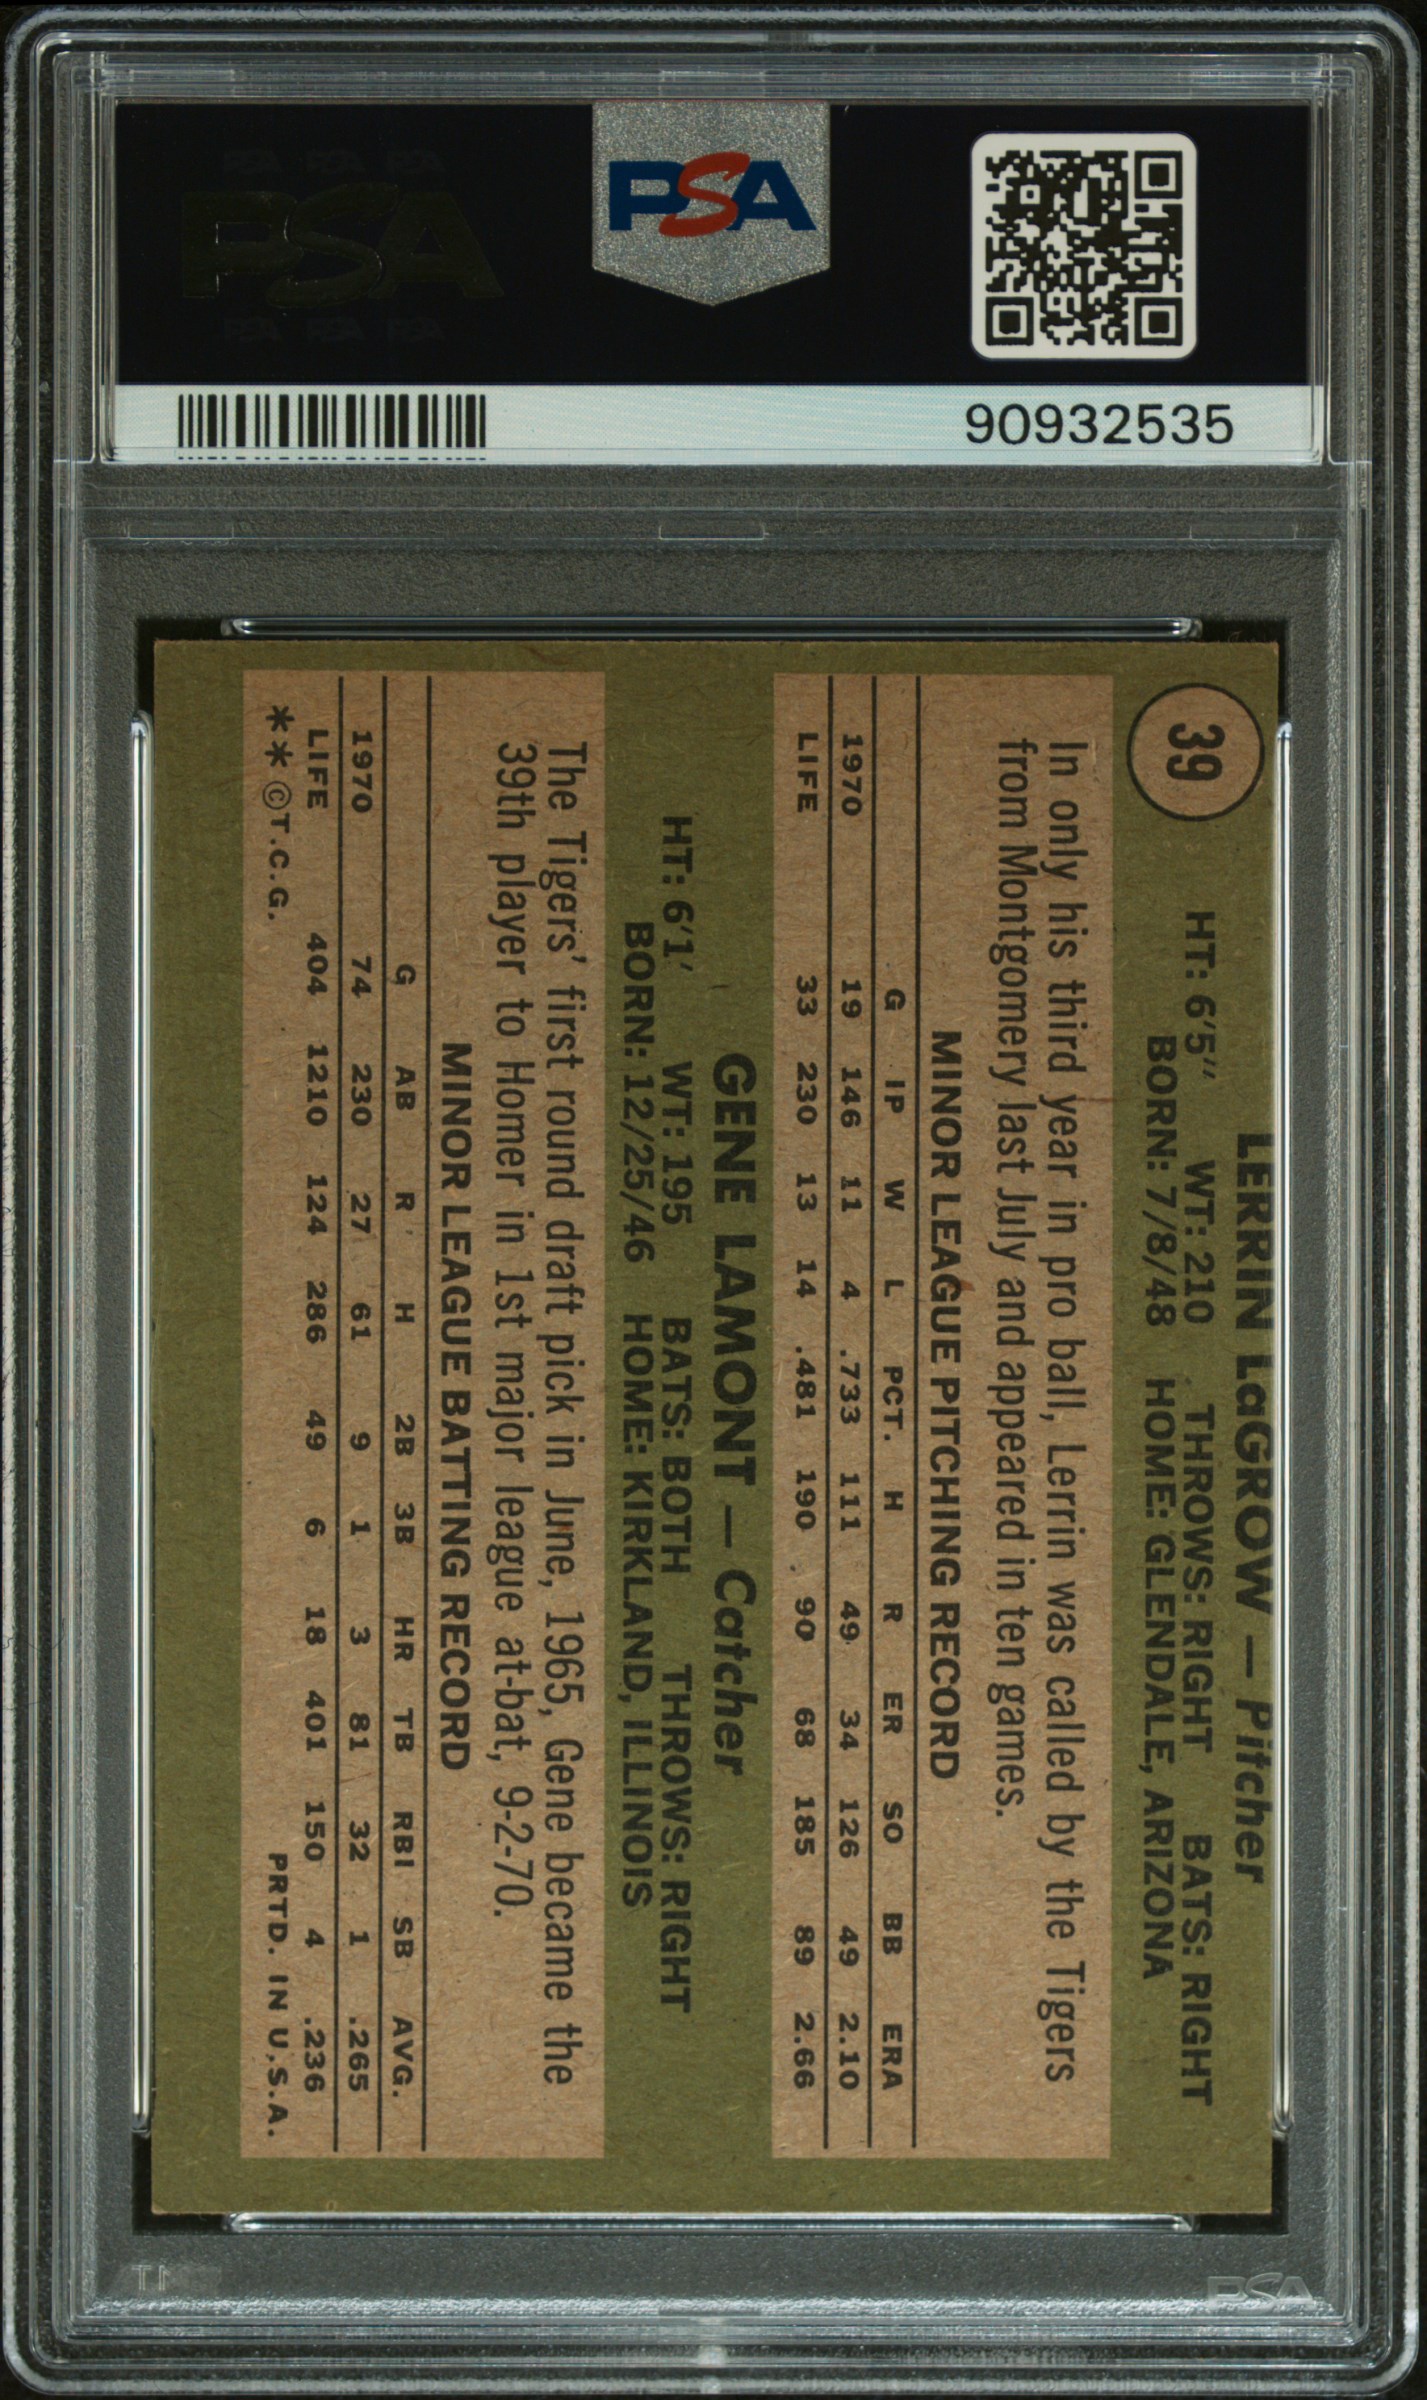 PSA
PSA
90932535
39
LERRIN LaGROW — Pitcher
HT: 6'5" WT: 210 THROWS: RIGHT BATS: RIGHT
BORN: 7/8/48 HOME: GLENDALE, ARIZONA
In only his third year in pro ball, Lerrin was called by the Tigers
from Montgomery last July and appeared in ten games.
MINOR LEAGUE PITCHING RECORD
G IP W L PCT. H R ER SO BB ERA
1970 19 146 11 4 .733 111 49 34 126 49 2.10
LIFE 33 230 13 14 .481 190 90 68 185 89 2.66
GENE LAMONT — Catcher
HT: 6'1' WT: 195 BATS: BOTH THROWS: RIGHT
BORN: 12/25/46 HOME: KIRKLAND, ILLINOIS
The Tigers' first round draft pick in June, 1965, Gene became the
39th player to Homer in 1st major league at-bat, 9-2-70.
MINOR LEAGUE BATTING RECORD
G AB R H 2B 3B HR TB RBI SB AVG.
1970 74 230 27 61 9 1 3 81 32 1 .265
LIFE 404 1210 124 286 49 6 18 401 150 4 .236
** ©T.C.G. PRTD. IN U.S.A.
PSA